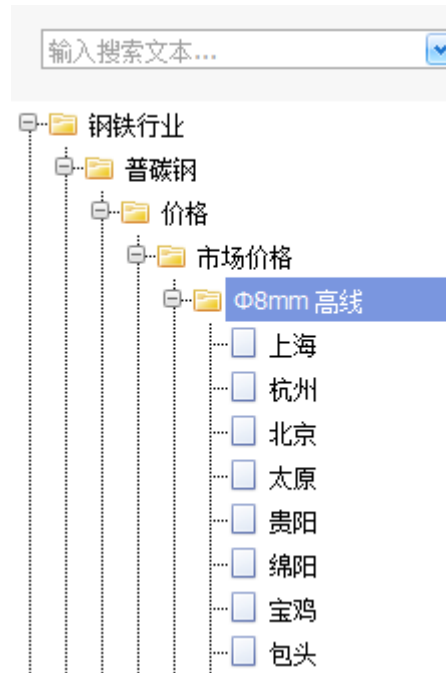 输入搜索文本...
钢铁行业
普碳钢
价格
市场价格
Φ8mm 高线
上海
杭州
北京
太原
贵阳
绵阳
宝鸡
包头